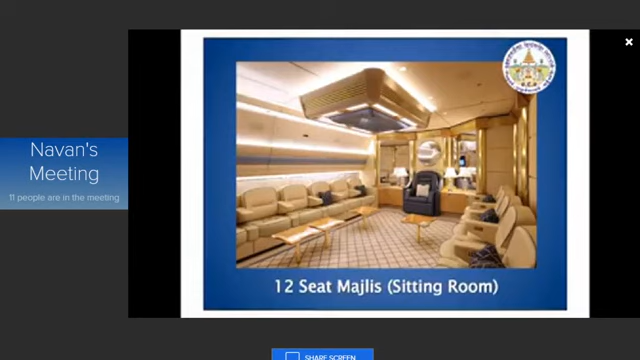 Navan's
Meeting
11 people are in the meeting
12 Seat Majlis (Sitting Room)
SHARE SCREEN